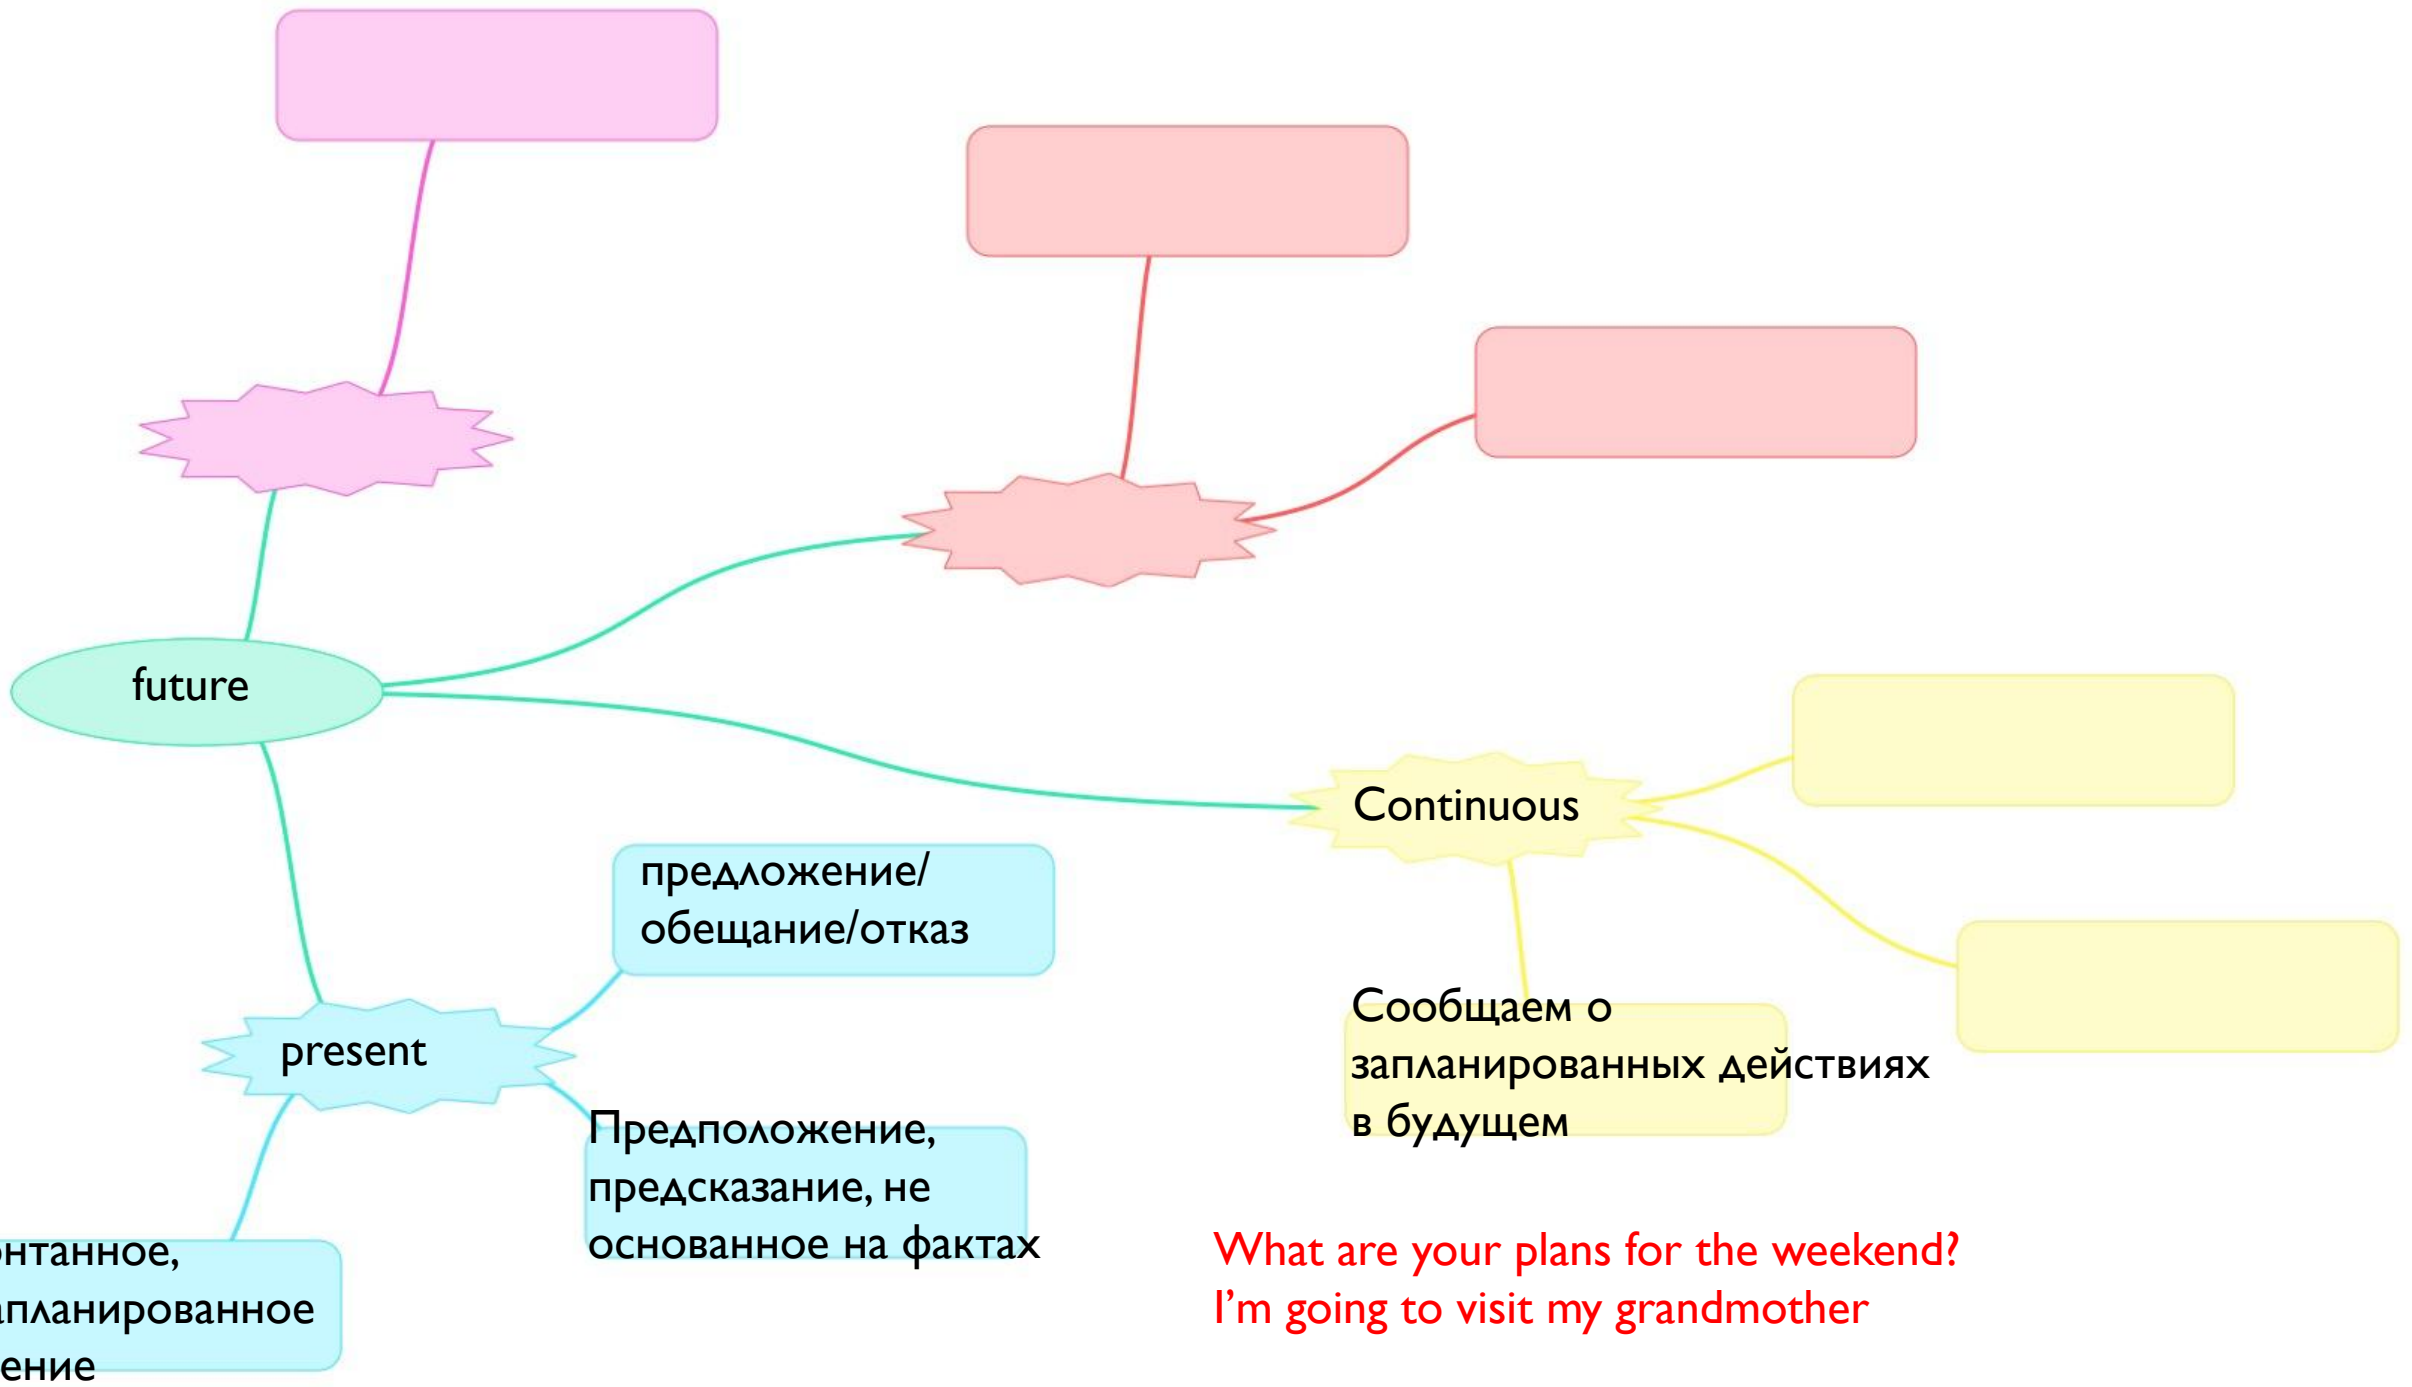 future
Continuous
предложение/
обещание/отказ
present
Сообщаем о
запланированных действиях
в будущем
Предположение,
предсказание, не
основанное на фактах
What are your plans for the weekend?
I'm going to visit my grandmother